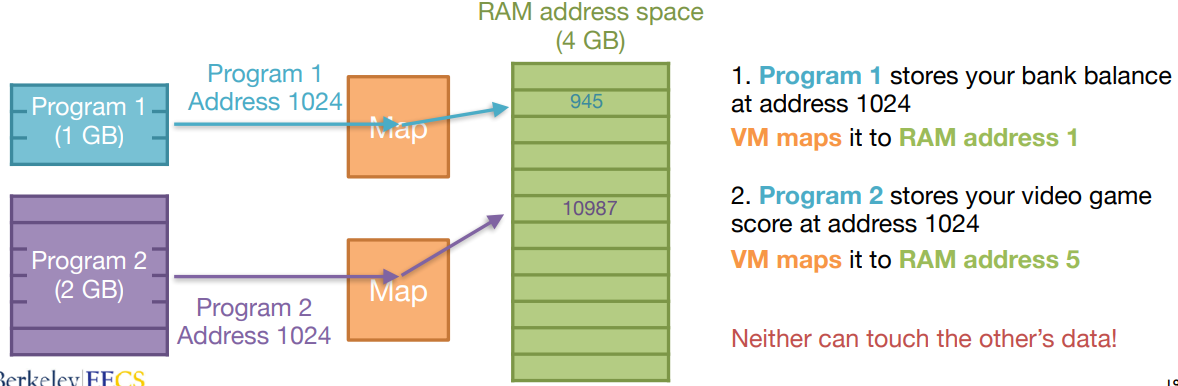 RAM address space
(4 GB)
Program 1
(1 GB)
Program 1
Address 1024
Map
945
10987
Program 2
(2 GB)
Program 2
Address 1024
Map
1. Program 1 stores your bank balance
at address 1024
VM maps it to RAM address 1
2. Program 2 stores your video game
score at address 1024
VM maps it to RAM address 5
Neither can touch the other's data!
Berkeley|EECS